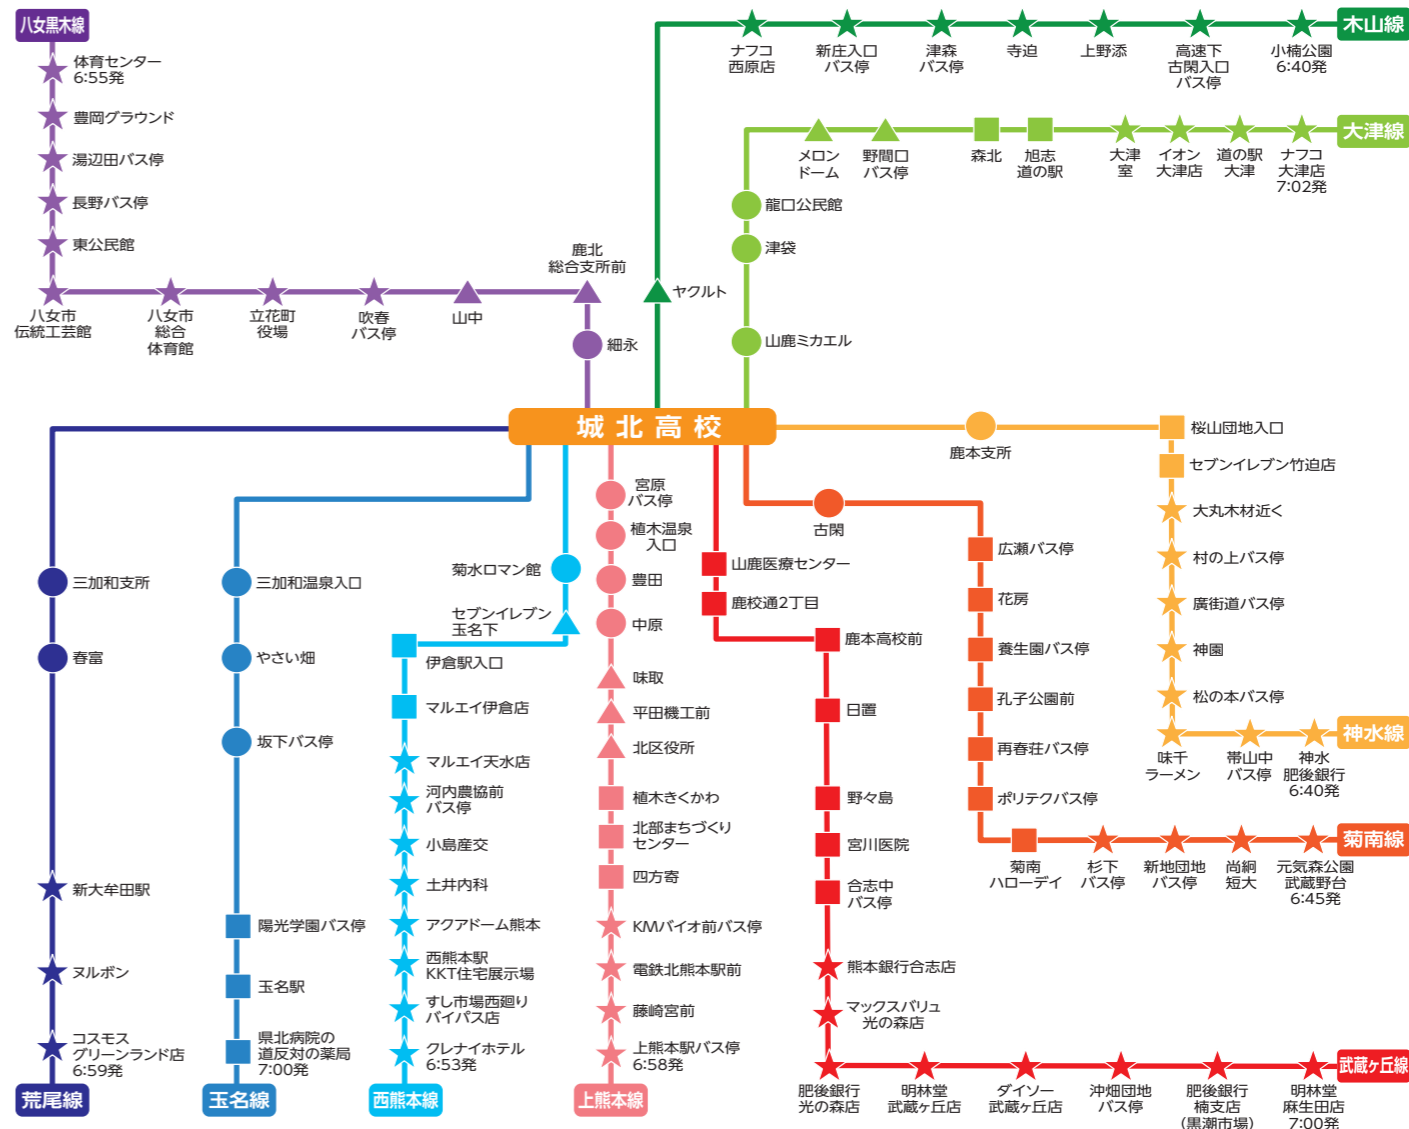 八女黒木線
体育センター
6:55発
豊岡グラウンド
湯辺田バス停
長野バス停
東公民館
八女市
伝統工芸館
八女市
総合
体育館
立花町
役場
吹春
バス停
山中
鹿北
総合支所前
細永
木山線
ナフコ
西原店
新庄入口
バス停
津森
バス停
寺迫
上野添
高速下
古閑入口
バス停
小楠公園
6:40発
ヤクルト
大津線
メロン
ドーム
野間口
バス停
森北
旭志
道の駅
大津
室
イオン
大津店
道の駅
大津
ナフコ
大津店
7:02発
龍口公民館
津袋
山鹿ミカエル
城北高校
鹿本支所
桜山団地入口
セブンイレブン竹迫店
大丸木材近く
村の上バス停
廣街道バス停
神園
松の本バス停
味千
ラーメン
帯山中
バス停
神水
肥後銀行
6:40発
神水線
古閑
広瀬バス停
花房
養生園バス停
孔子公園前
再春荘バス停
ポリテクバス停
菊南
ハローデイ
杉下
バス停
新地団地
バス停
尚絅
短大
元気森公園
武蔵野台
6:45発
菊南線
山鹿医療センター
鹿校通2丁目
鹿本高校前
日置
野々島
宮川医院
合志中
バス停
熊本銀行合志店
マックスバリュ
光の森店
肥後銀行
光の森店
明林堂
武蔵ヶ丘店
ダイソー
武蔵ヶ丘店
沖畑団地
バス停
肥後銀行
楠支店
(黒潮市場)
明林堂
麻生田店
7:00発
武蔵ヶ丘線
宮原
バス停
植木温泉
入口
豊田
中原
味取
平田機工前
北区役所
植木きくかわ
北部まちづくり
センター
四方寄
KMバイオ前バス停
電鉄北熊本駅前
藤崎宮前
上熊本駅バス停
6:58発
上熊本線
菊水ロマン館
セブンイレブン
玉名下
伊倉駅入口
マルエイ伊倉店
マルエイ天水店
河内農協前
バス停
小島産交
土井内科
アクアドーム熊本
西熊本駅
KKT住宅展示場
すし市場西廻り
バイパス店
クレナイホテル
6:53発
西熊本線
三加和温泉入口
やさい畑
坂下バス停
陽光学園バス停
玉名駅
県北病院の
道反対の薬局
7:00発
玉名線
三加和支所
春富
新大牟田駅
ヌルボン
コスモス
グリーンランド店
6:59発
荒尾線